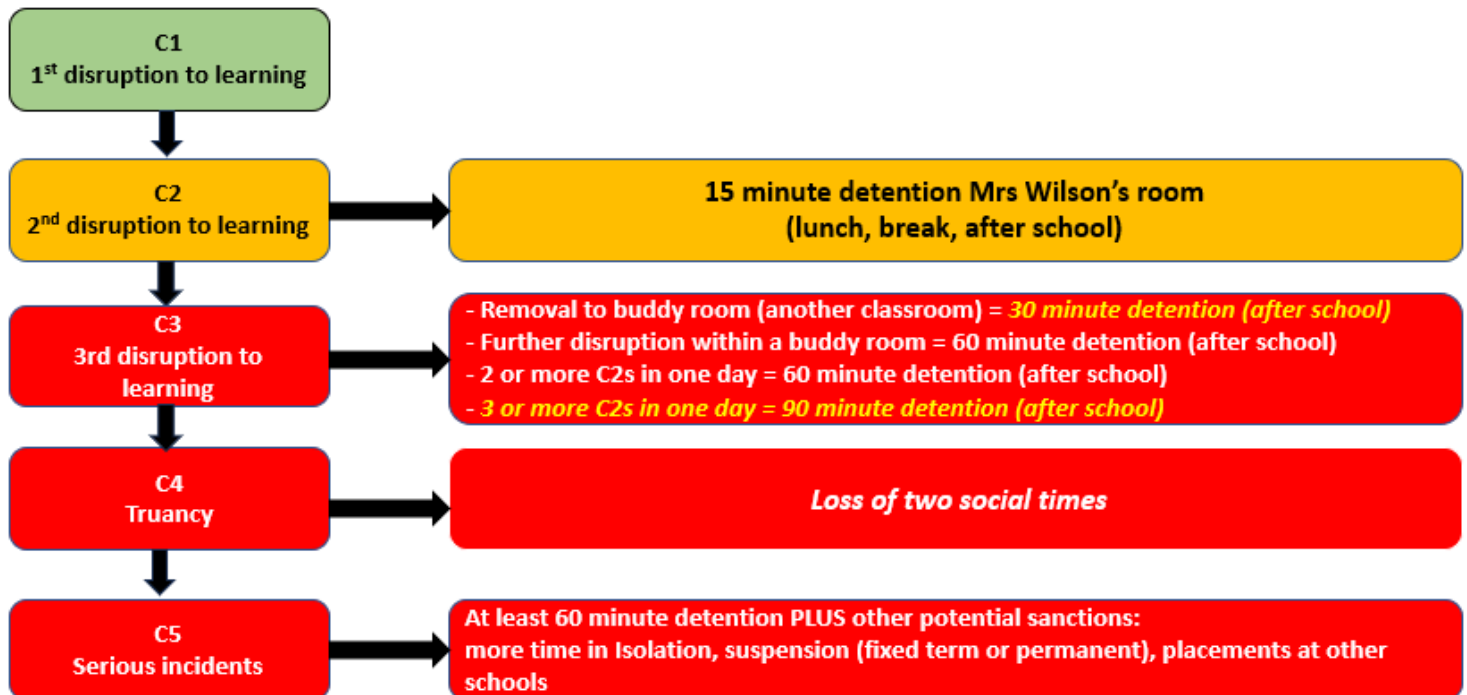 C1
1st disruption to learning
C2
2nd disruption to learning
15 minute detention Mrs Wilson's room
(lunch, break, after school)
C3
3rd disruption to
learning
- Removal to buddy room (another classroom) = 30 minute detention (after school)
- Further disruption within a buddy room = 60 minute detention (after school)
- 2 or more C2s in one day = 60 minute detention (after school)
- 3 or more C2s in one day = 90 minute detention (after school)
C4
Truancy
Loss of two social times
C5
Serious incidents
At least 60 minute detention PLUS other potential sanctions:
more time in Isolation, suspension (fixed term or permanent), placements at other
schools